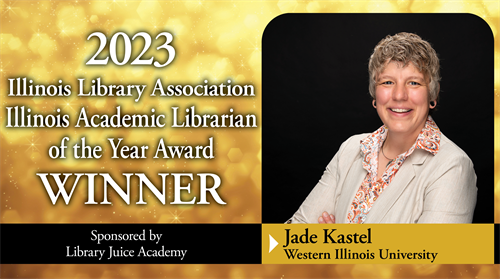 2023
Illinois Library Association
Illinois Academic Librarian
of the Year Award
WINNER
Sponsored by
Library Juice Academy
Jade Kastel
Western Illinois University